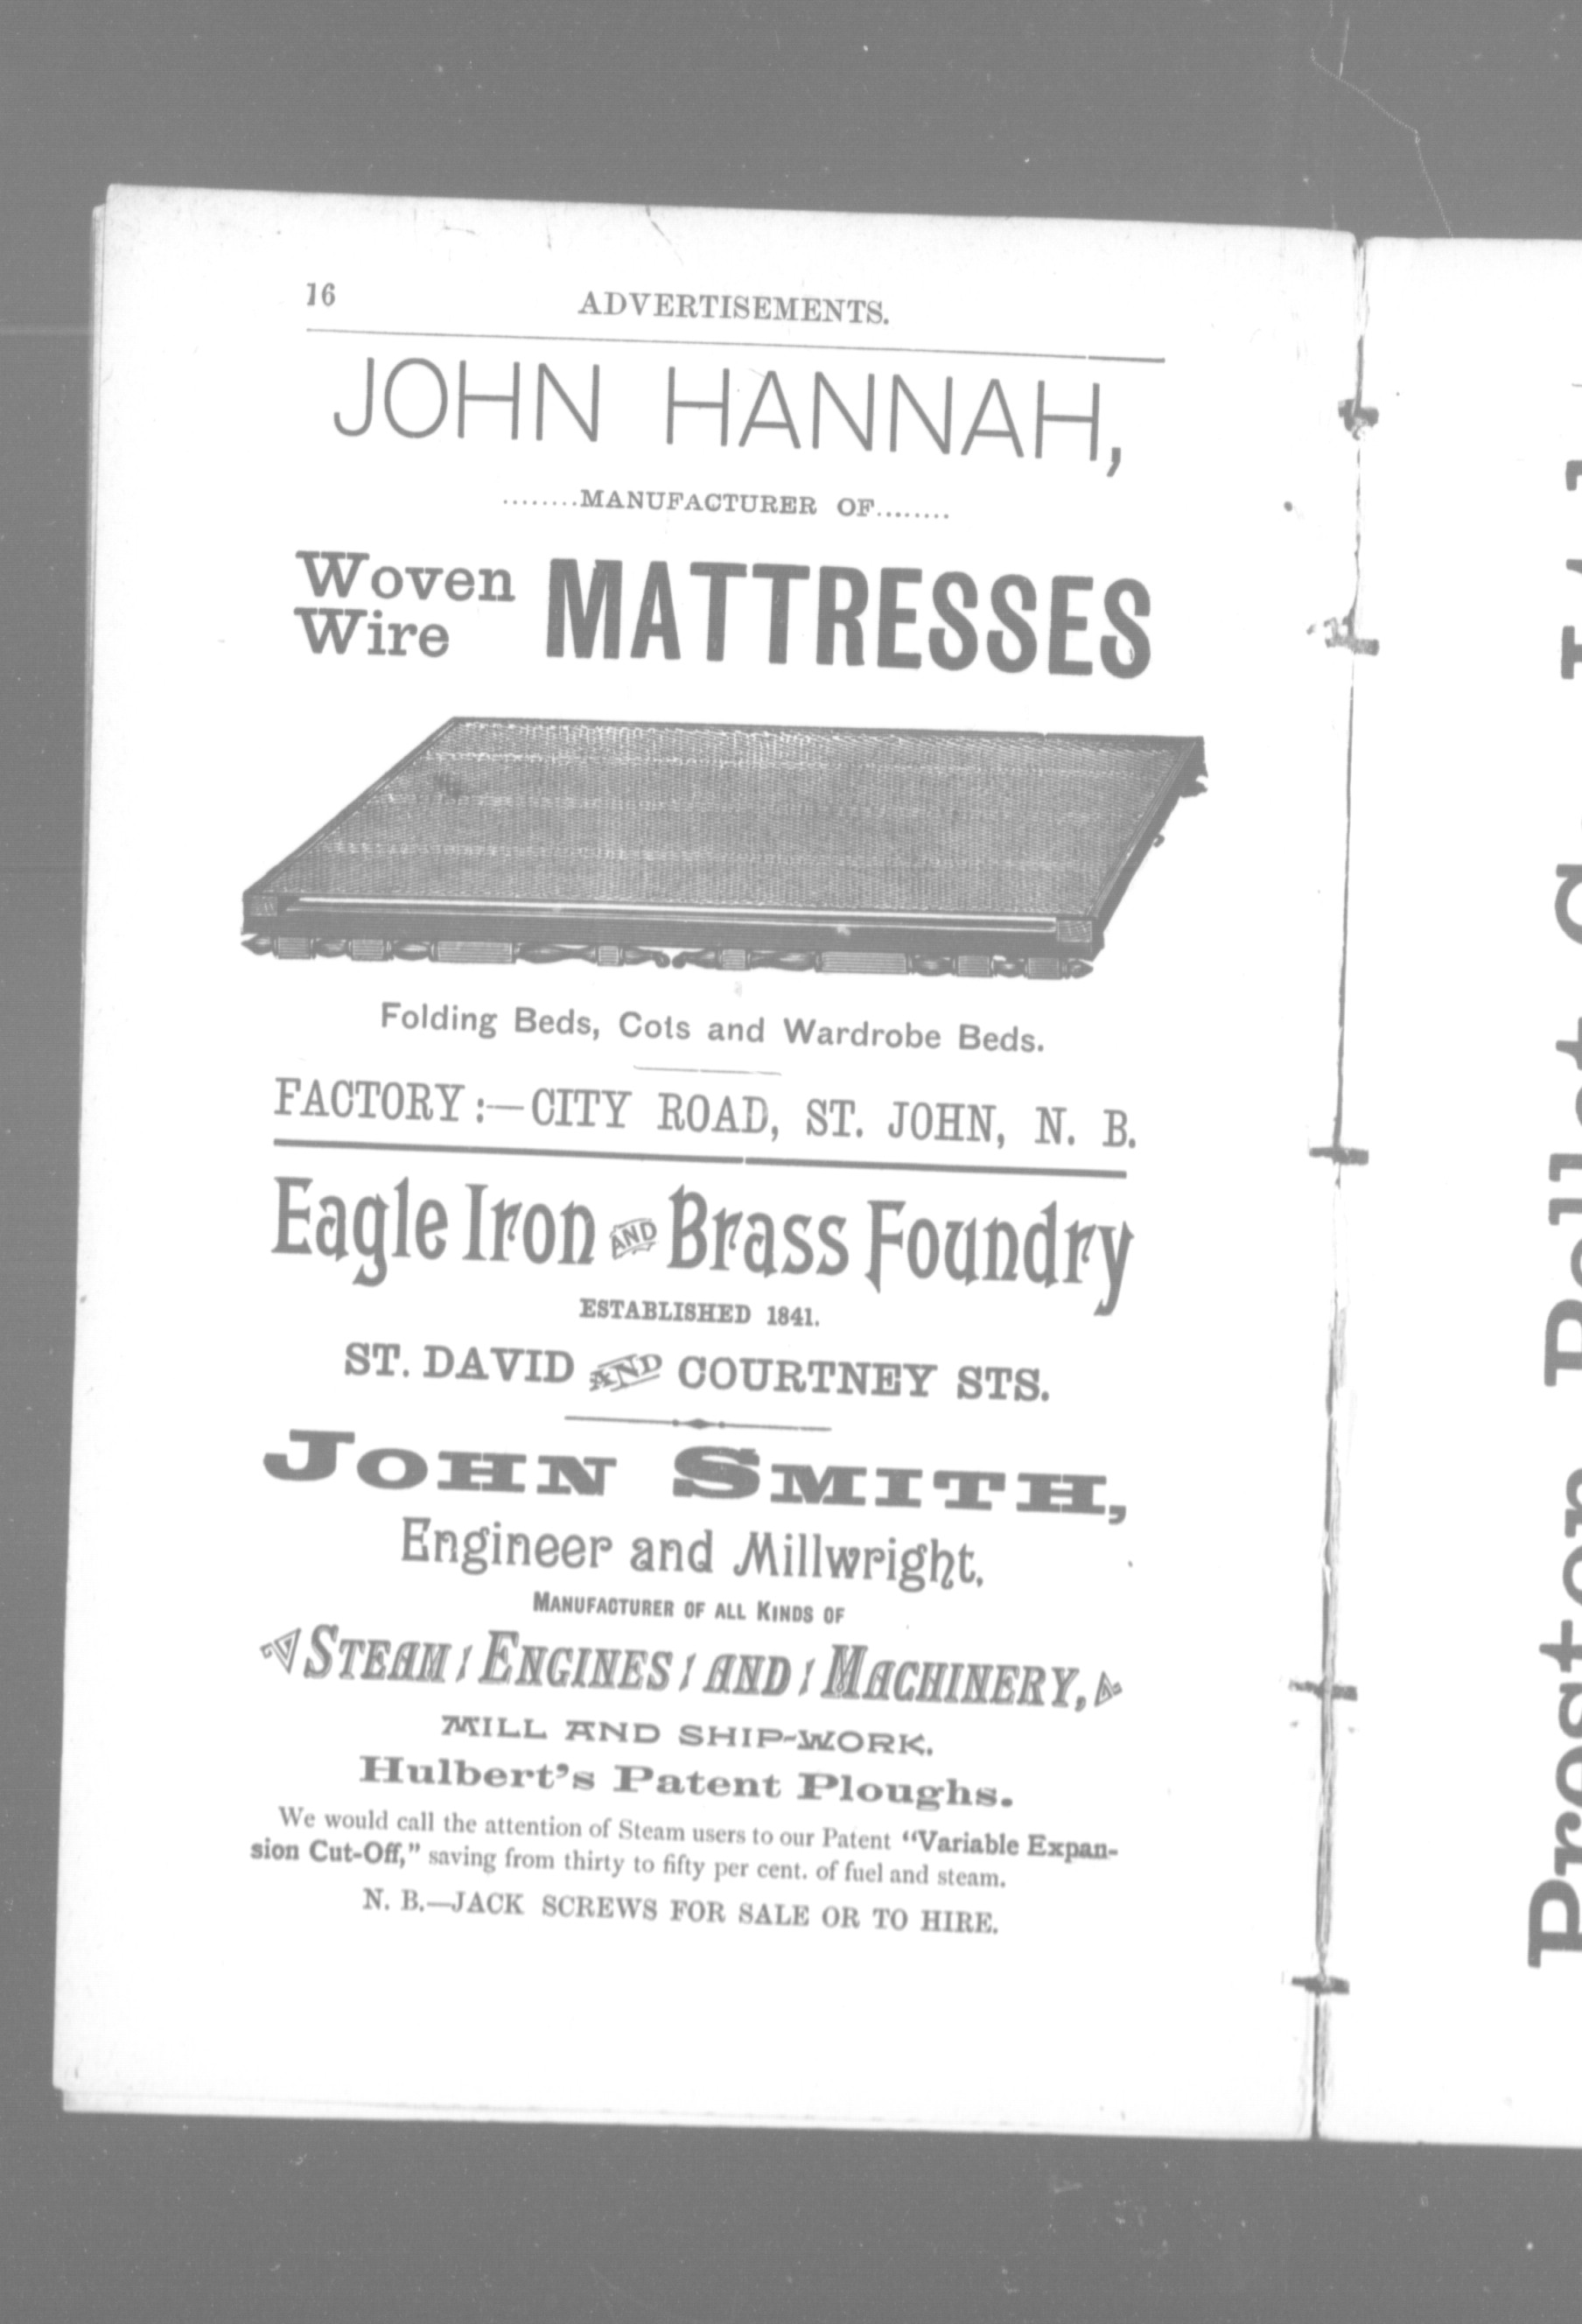 16 ADVERTISEMENTS.
JOHN HANNAH,
........MANUFACTURER OF........
Woven
Wire
MATTRESSES
Folding Beds, Cots and Wardrobe Beds.
FACTORY:—CITY ROAD, ST. JOHN, N. B.
Eagle Iron AND Brass Foundry
ESTABLISHED 1841.
ST. DAVID AND COURTNEY STS.
JOHN SMITH,
Engineer and Millwright.
MANUFACTURER OF ALL KINDS OF
STEAM : ENGINES : AND : MACHINERY,
MILL AND SHIP-WORK.
Hulbert's Patent Ploughs.
We would call the attention of Steam users to our Patent "Variable Expan-
sion Cut-Off," saving from thirty to fifty per cent. of fuel and steam.
N. B.—JACK SCREWS FOR SALE OR TO HIRE.